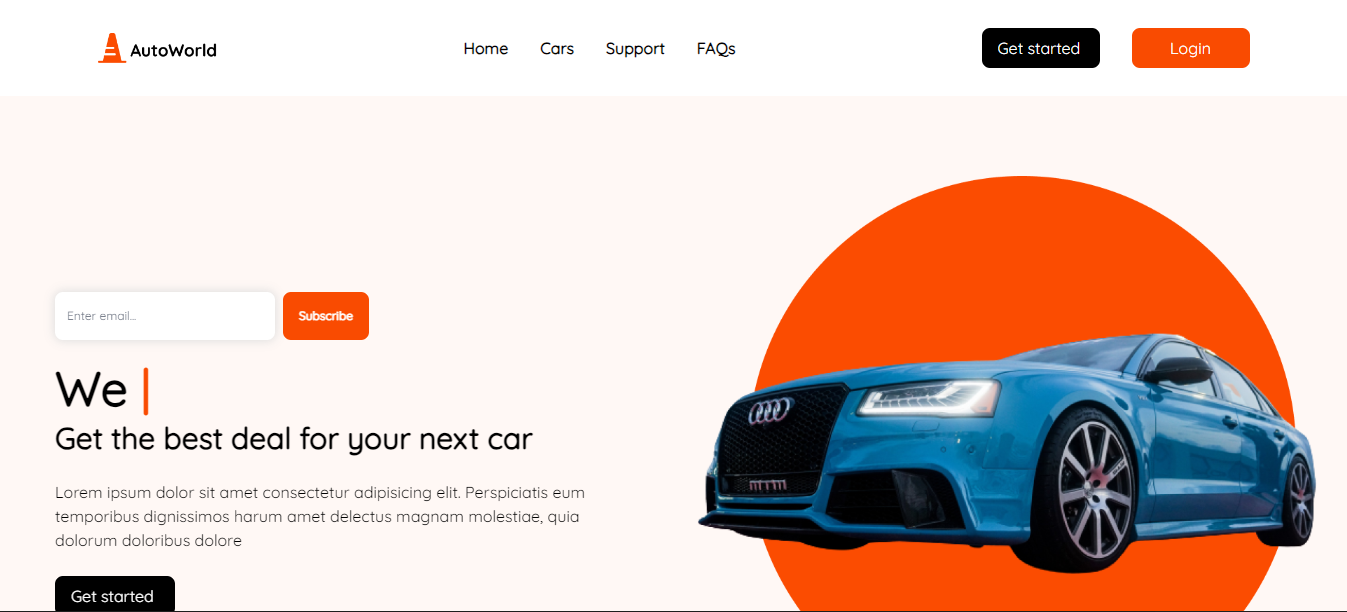 AutoWorld
Home Cars Support FAQs
Get started Login
Enter email...
Subscribe
We |
Get the best deal for your next car
Lorem ipsum dolor sit amet consectetur adipisicing elit. Perspiciatis eum
temporibus dignissimos harum amet delectus magnam molestiae, quia
dolorum doloribus dolore
Get started